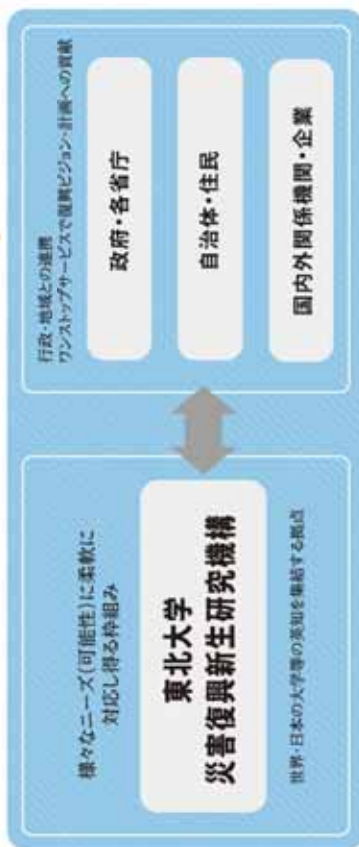 様々なニーズ(可能性)に柔軟に
対応し得る枠組み
東北大学
災害復興新生研究機構
世界・日本の大学等の英知を集結する拠点
行政・地域との連携
ワンストップサービスで復興ビジョン・計画への貢献
政府・各省庁
自治体・住民
国内外関係機関・企業